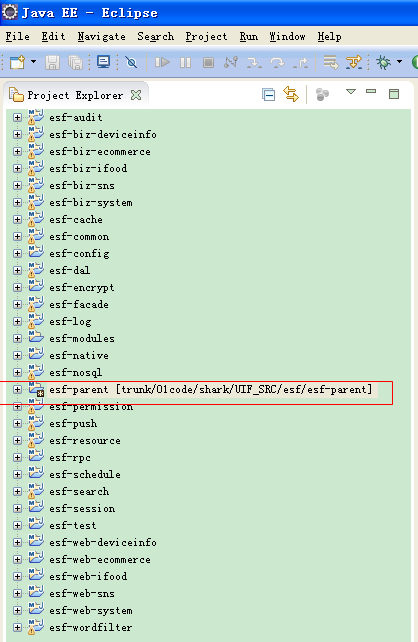 Java EE - Eclipse
File Edit Navigate Search Project Run Window Help
Project Explorer
esf-audit
esf-biz-deviceinfo
esf-biz-ecommerce
esf-biz-ifood
esf-biz-sns
esf-biz-system
esf-cache
esf-common
esf-config
esf-dal
esf-encrypt
esf-facade
esf-log
esf-modules
esf-native
esf-nosql
esf-parent [trunk/01code/shark/UIF_SRC/esf/esf-parent]
esf-permission
esf-push
esf-resource
esf-rpc
esf-schedule
esf-search
esf-session
esf-test
esf-web-deviceinfo
esf-web-ecommerce
esf-web-ifood
esf-web-sns
esf-web-system
esf-wordfilter